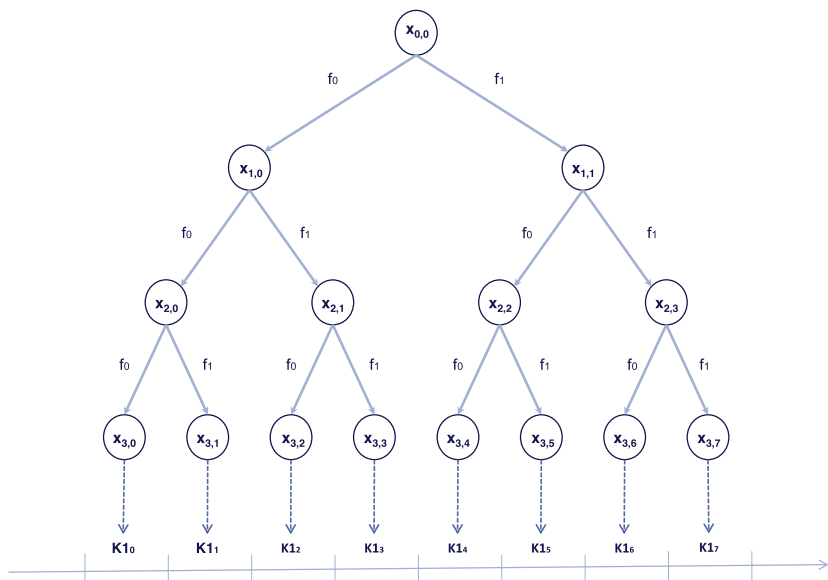 x0,0
f0 f1
x1,0 x1,1
f0 f1 f0 f1
x2,0 x2,1 x2,2 x2,3
f0 f1 f0 f1 f0 f1 f0 f1
x3,0 x3,1 x3,2 x3,3 x3,4 x3,5 x3,6 x3,7
K10 K11 K12 K13 K14 K15 K16 K17